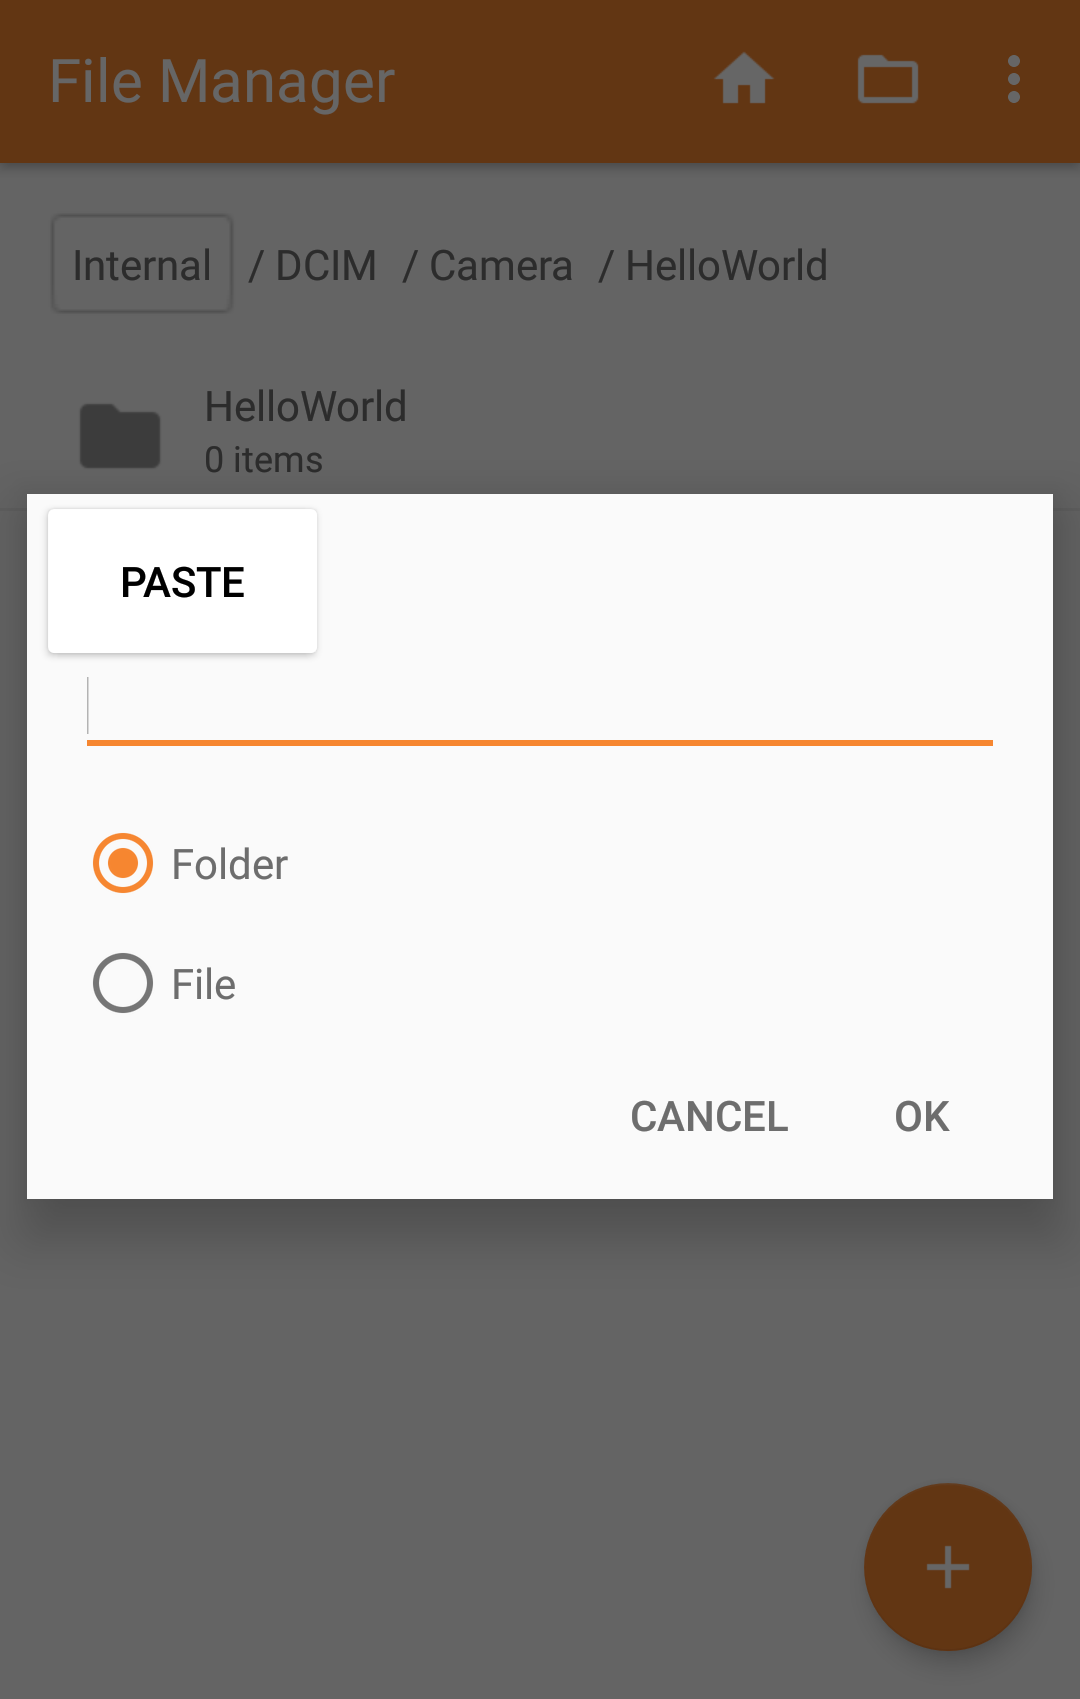 File Manager
Internal / DCIM / Camera / HelloWorld
HelloWorld
0 items
PASTE
Folder
File
CANCEL OK